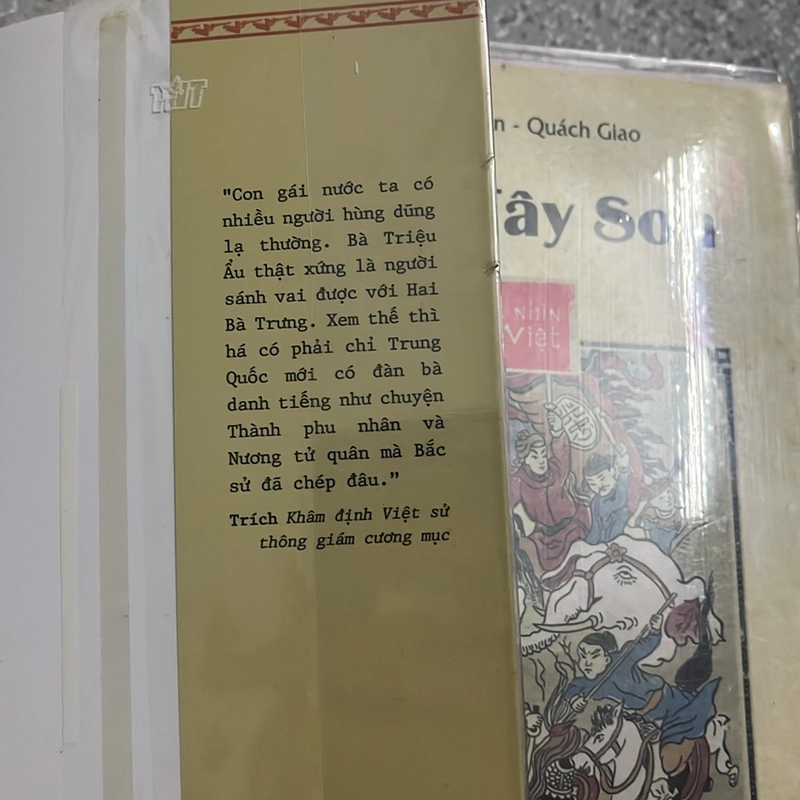 "Con gái nước ta có
nhiều người hùng dũng
lạ thường. Bà Triệu
Ẩu thật xứng là người
sánh vai được với Hai
Bà Trưng. Xem thế thì
há có phải chỉ Trung
Quốc mới có đàn bà
danh tiếng như chuyện
Thành phu nhân và
Nương tử quân mà Bắc
sử đã chép đâu."
Trích Khâm định Việt sử
thông giám cương mục
n - Quách Giao
Tây Sơn
NHÌN
Việt